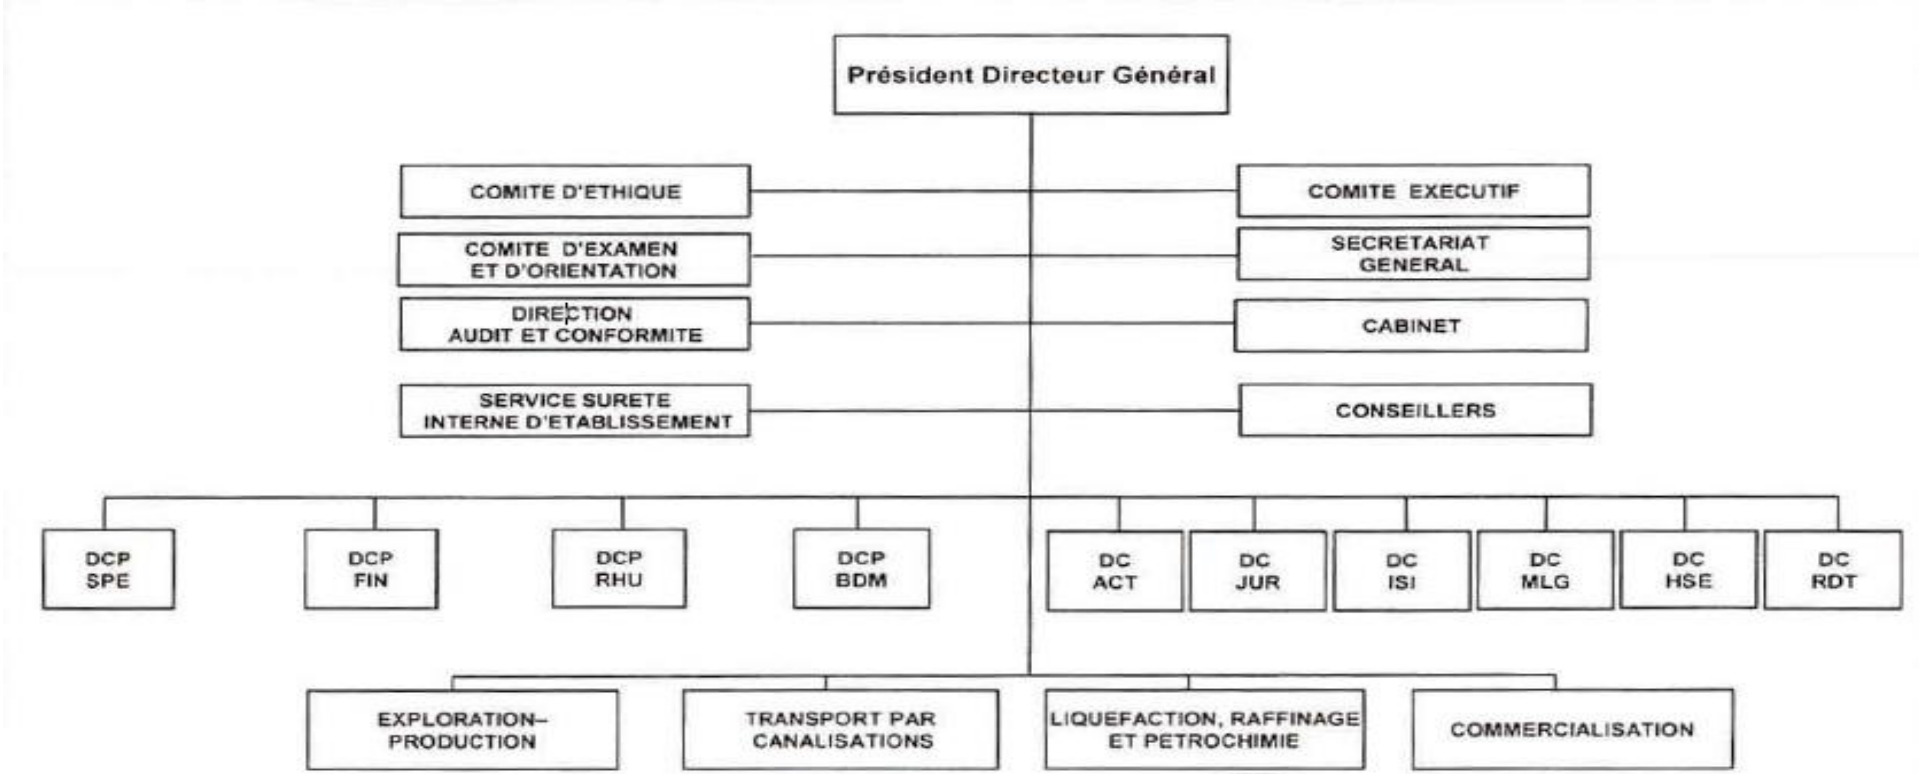 Président Directeur Général
COMITE D'ETHIQUE
COMITE EXECUTIF
COMITE D'EXAMEN
ET D'ORIENTATION
SECRETARIAT
GENERAL
DIRECTION
AUDIT ET CONFORMITE
CABINET
SERVICE SURETE
INTERNE D'ETABLISSEMENT
CONSEILLERS
DCP
SPE
DCP
FIN
DCP
RHU
DCP
BDM
DC
ACT
DC
JUR
DC
ISI
DC
MLG
DC
HSE
DC
RDT
EXPLORATION–
PRODUCTION
TRANSPORT PAR
CANALISATIONS
LIQUEFACTION, RAFFINAGE
ET PETROCHIMIE
COMMERCIALISATION